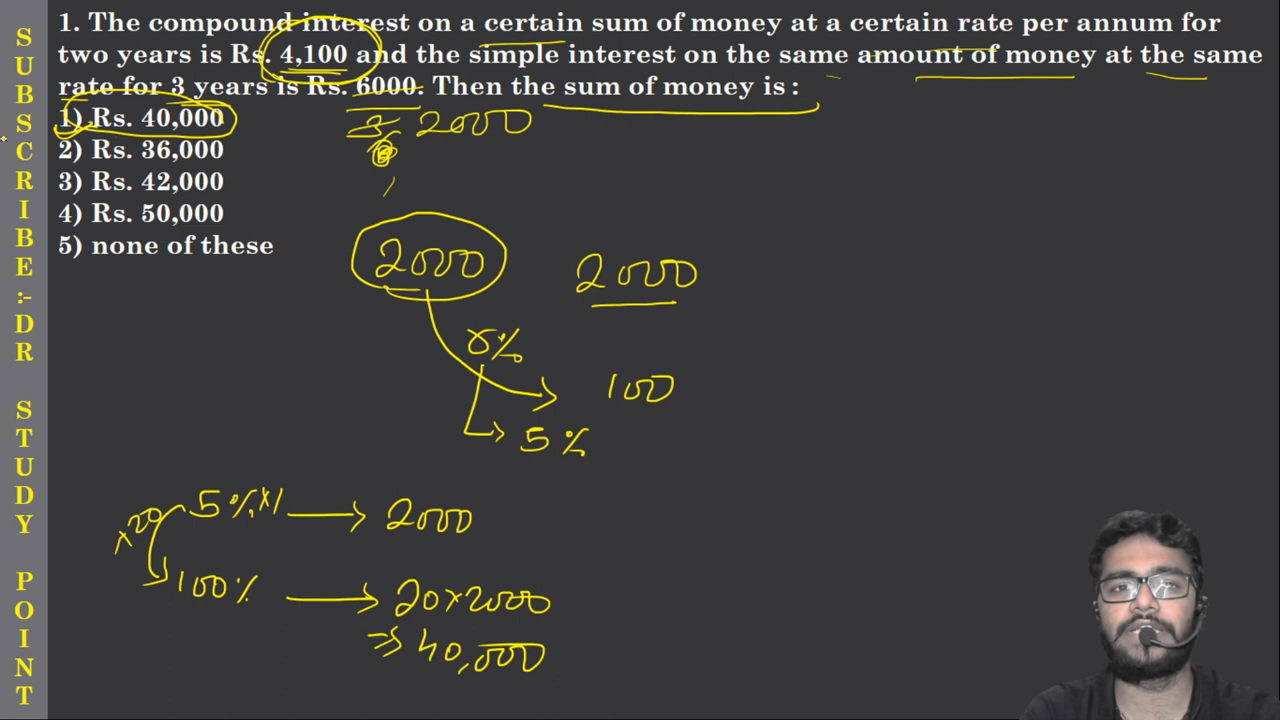 SUBSCRIBE:-DR STUDY POINT
1. The compound interest on a certain sum of money at a certain rate per annum for
two years is Rs. 4,100 and the simple interest on the same amount of money at the same
rate for 3 years is Rs. 6000. Then the sum of money is :
1) Rs. 40,000
2) Rs. 36,000
3) Rs. 42,000
4) Rs. 50,000
5) none of these
3 2000
2000 2000
8%
100
5%
5%×1 → 2000
×20
100% → 20×2000
⇒ 40,000